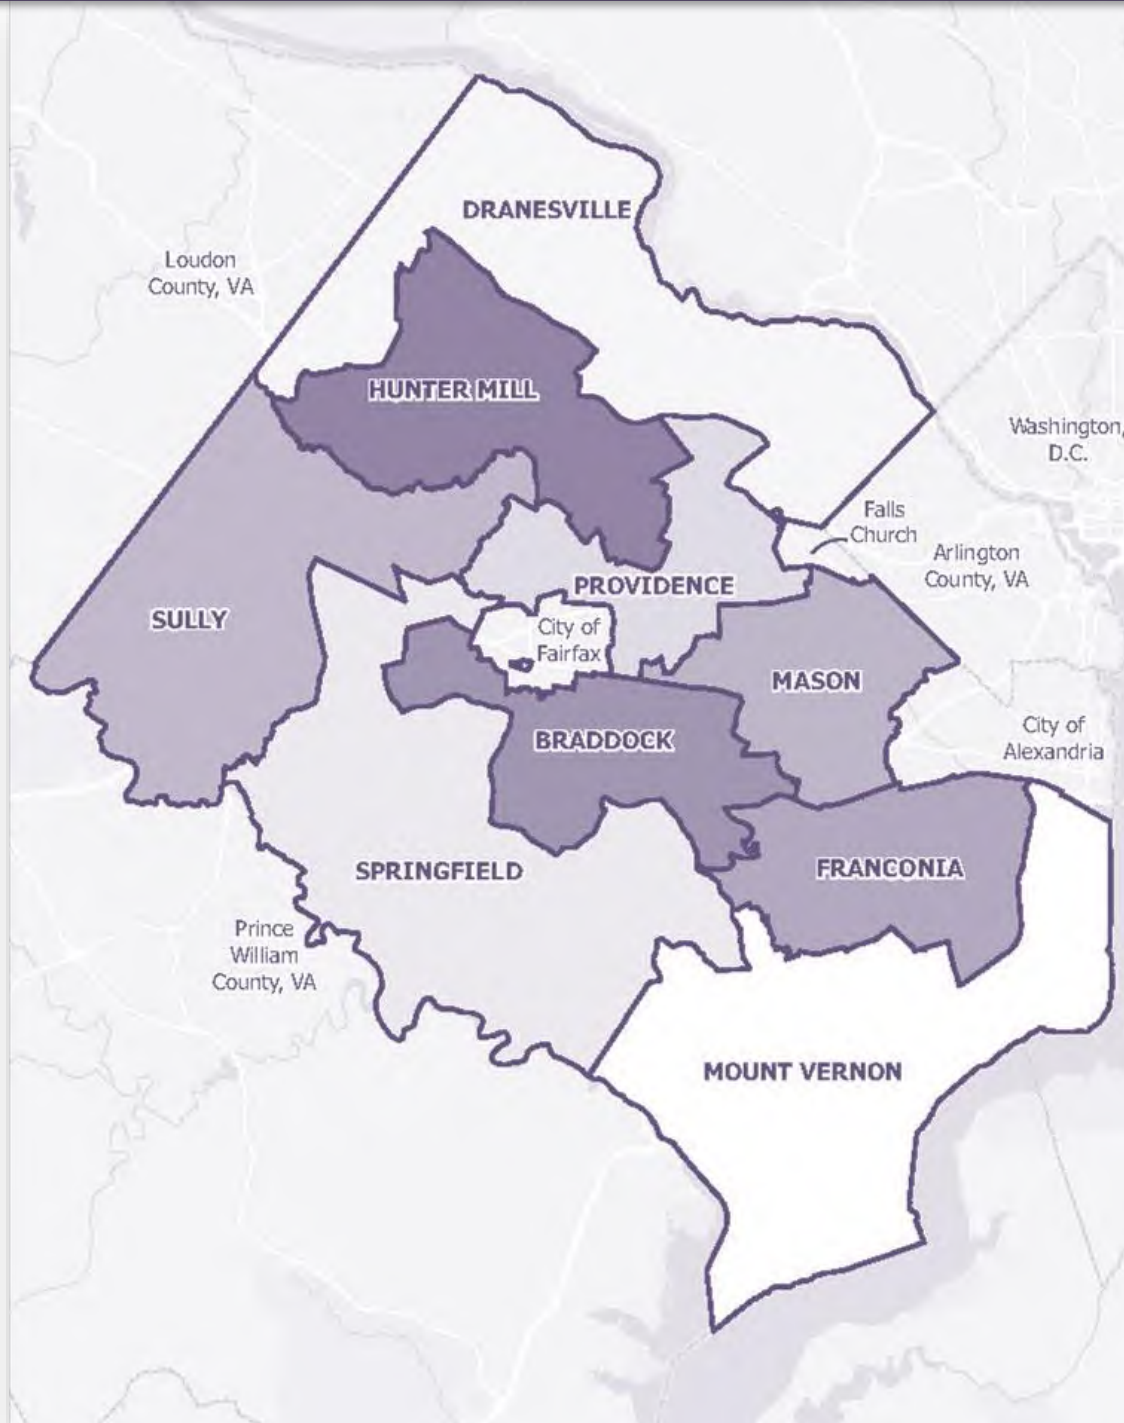 DRANESVILLE
Loudon
County, VA
HUNTER MILL
Washington,
D.C.
Falls
Church
Arlington
County, VA
PROVIDENCE
SULLY
City of
Fairfax
MASON
City of
Alexandria
BRADDOCK
SPRINGFIELD
FRANCONIA
Prince
William
County, VA
MOUNT VERNON